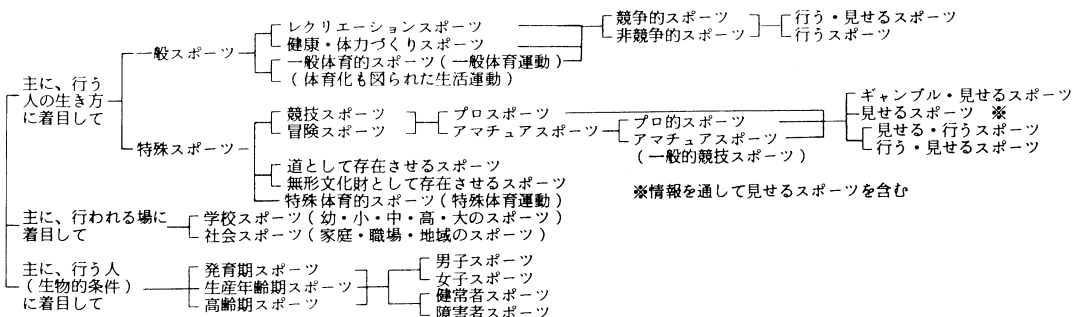 主に、行う
人の生き方
に着目して
一般スポーツ
レクリエーションスポーツ
健康・体力づくりスポーツ
一般体育的スポーツ(一般体育運動)
(体育化も図られた生活運動)
競争的スポーツ
非競争的スポーツ
行う・見せるスポーツ
行うスポーツ
特殊スポーツ
競技スポーツ
冒険スポーツ
プロスポーツ
アマチュアスポーツ
プロ的スポーツ
アマチュアスポーツ
(一般的競技スポーツ)
ギャンブル・見せるスポーツ
見せるスポーツ ※
見せる・行うスポーツ
行う・見せるスポーツ
道として存在させるスポーツ
無形文化財として存在させるスポーツ
特殊体育的スポーツ(特殊体育運動)
※情報を通して見せるスポーツを含む
主に、行われる場に
着目して
学校スポーツ(幼・小・中・高・大のスポーツ)
社会スポーツ(家庭・職場・地域のスポーツ)
主に、行う人
(生物的条件)
に着目して
発育期スポーツ
生産年齢期スポーツ
高齢期スポーツ
男子スポーツ
女子スポーツ
健常者スポーツ
障害者スポーツ